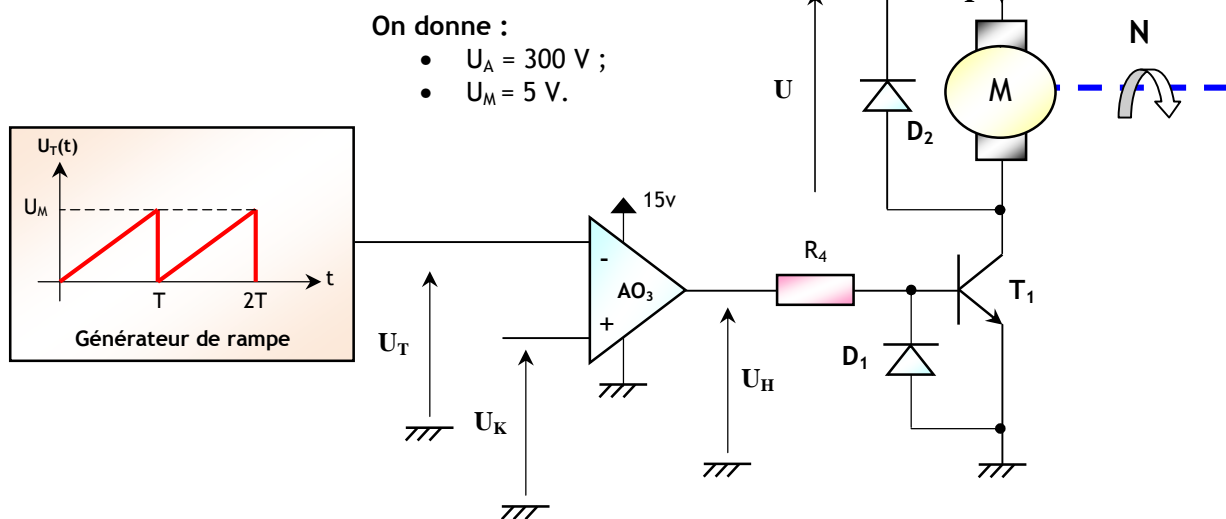 On donne :
• U_A = 300 V ;
• U_M = 5 V.
U
D₂
M
N
U_T(t)
U_M
t
T
2T
Générateur de rampe
15v
-
AO₃
+
R₄
T₁
D₁
U_T
U_K
U_H